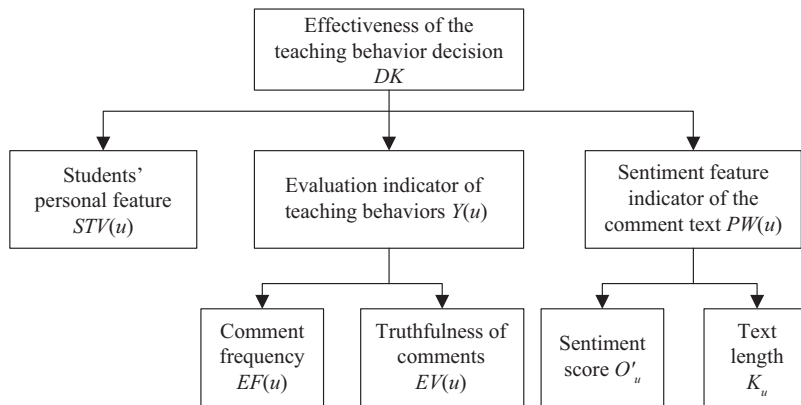 Effectiveness of the
teaching behavior decision
DK
Students'
personal feature
STV(u)
Evaluation indicator of
teaching behaviors Y(u)
Sentiment feature
indicator of the
comment text PW(u)
Comment
frequency
EF(u)
Truthfulness of
comments
EV(u)
Sentiment
score O'u
Text
length
Ku